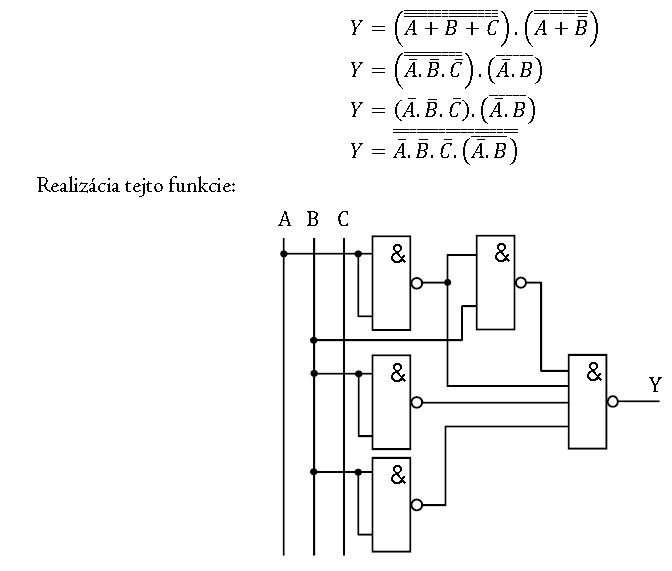 Y = (A + B + C) . (A + B̄)
Y = (Ā. B̄. C̄) . (Ā. B)
Y = (Ā. B̄. C̄). (Ā. B)
Y = Ā. B̄. C̄. (Ā. B)
Realizácia tejto funkcie:
A B C
&
&
&
&
Y
&